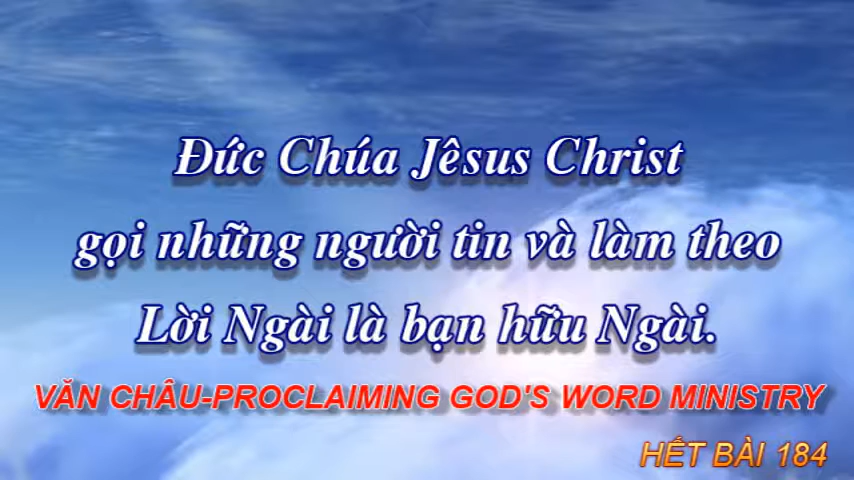 Đức Chúa Jêsus Christ
gọi những người tin và làm theo
Lời Ngài là bạn hữu Ngài.
VĂN CHÂU-PROCLAIMING GOD'S WORD MINISTRY
HẾT BÀI 184